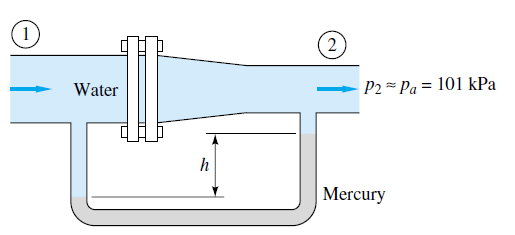 1
2
Water
p₂ ≈ pₐ = 101 kPa
h
Mercury